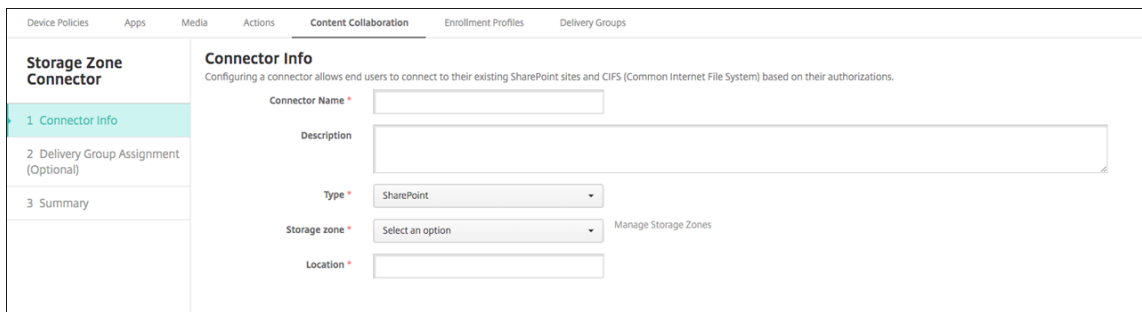 Device Policies Apps Media Actions Content Collaboration Enrollment Profiles Delivery Groups
Storage Zone
Connector
1 Connector Info
2 Delivery Group Assignment
(Optional)
3 Summary
Connector Info
Configuring a connector allows end users to connect to their existing SharePoint sites and CIFS (Common Internet File System) based on their authorizations.
Connector Name *
Description
Type * SharePoint
Storage zone * Select an option Manage Storage Zones
Location *